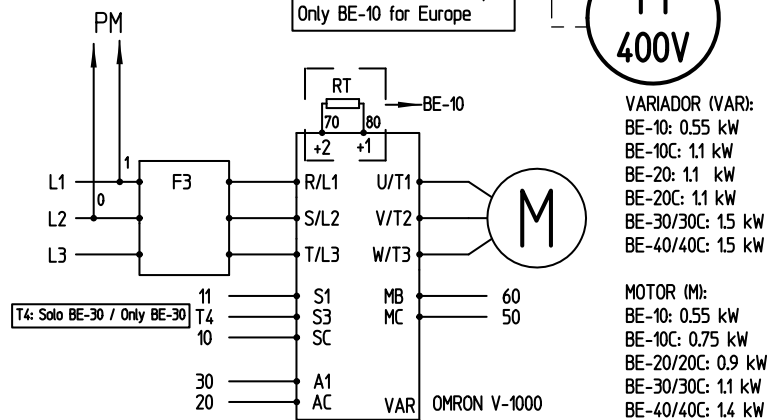 Only BE-10 for Europe
PM
400V
RT
BE-10
70 80
+2 +1
1
0
L1 F3 R/L1 U/T1
L2 S/L2 V/T2 M
L3 T/L3 W/T3
11 S1 MB 60
T4: Solo BE-30 / Only BE-30 T4 S3 MC 50
10 SC
30 A1
20 AC VAR OMRON V-1000
VARIADOR (VAR):
BE-10: 0.55 kW
BE-10C: 1.1 kW
BE-20: 1.1 kW
BE-20C: 1.1 kW
BE-30/30C: 1.5 kW
BE-40/40C: 1.5 kW
MOTOR (M):
BE-10: 0.55 kW
BE-10C: 0.75 kW
BE-20/20C: 0.9 kW
BE-30/30C: 1.1 kW
BE-40/40C: 1.4 kW